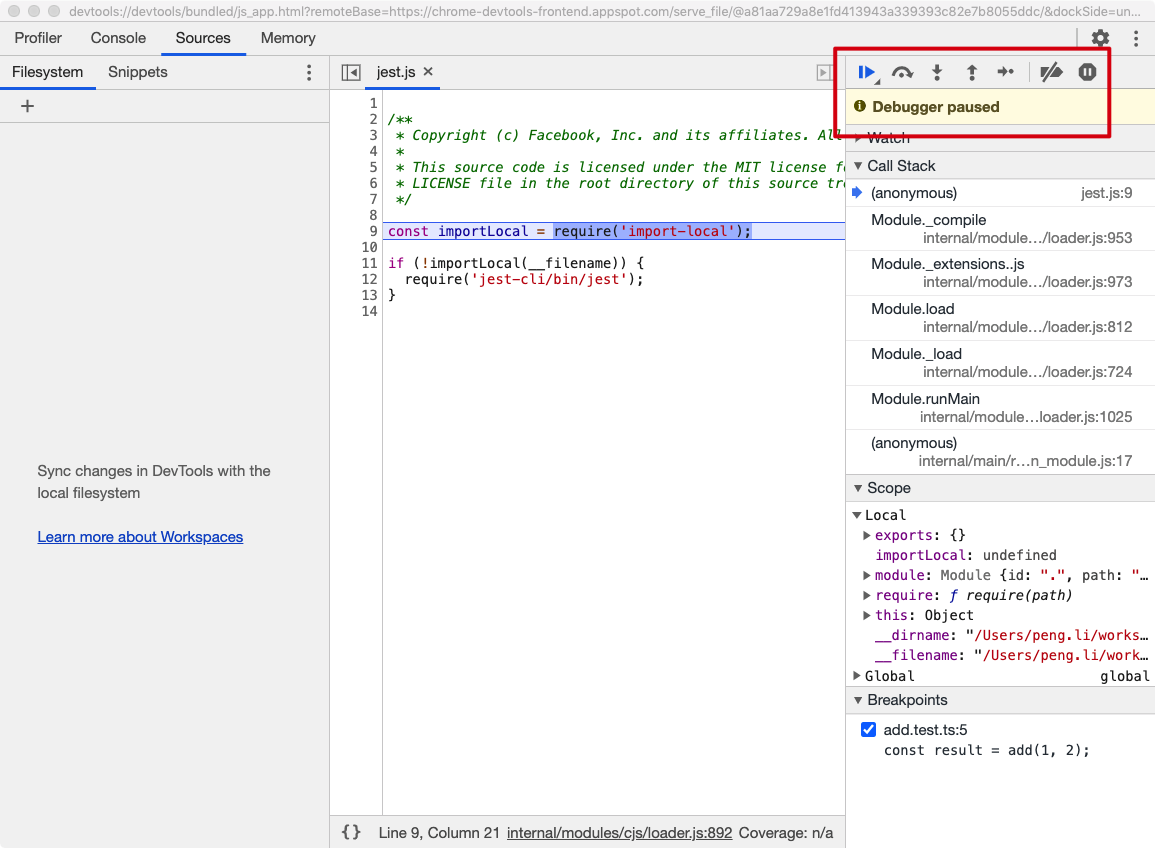 devtools://devtools/bundled/js_app.html?remoteBase=https://chrome-devtools-frontend.appspot.com/serve_file/@a81aa729a8e1fd413943a339393c82e7b8055ddc/&dockSide=un...
Profiler Console Sources Memory
Filesystem Snippets
jest.js ×
+
Sync changes in DevTools with the
local filesystem
Learn more about Workspaces
1
2 /**
3  * Copyright (c) Facebook, Inc. and its affiliates. All
4  *
5  * This source code is licensed under the MIT license fo
6  * LICENSE file in the root directory of this source tre
7  */
8
9 const importLocal = require('import-local');
10
11 if (!importLocal(__filename)) {
12   require('jest-cli/bin/jest');
13 }
14
{} Line 9, Column 21 internal/modules/cjs/loader.js:892 Coverage: n/a
Debugger paused
Watch
Call Stack
(anonymous) jest.js:9
Module._compile
internal/module…/loader.js:953
Module._extensions..js
internal/module…/loader.js:973
Module.load
internal/module…/loader.js:812
Module._load
internal/module…/loader.js:724
Module.runMain
internal/module…loader.js:1025
(anonymous)
internal/main/r…n_module.js:17
Scope
Local
exports: {}
importLocal: undefined
module: Module {id: ".", path: "…
require: ƒ require(path)
this: Object
__dirname: "/Users/peng.li/works…
__filename: "/Users/peng.li/work…
Global global
Breakpoints
add.test.ts:5
const result = add(1, 2);